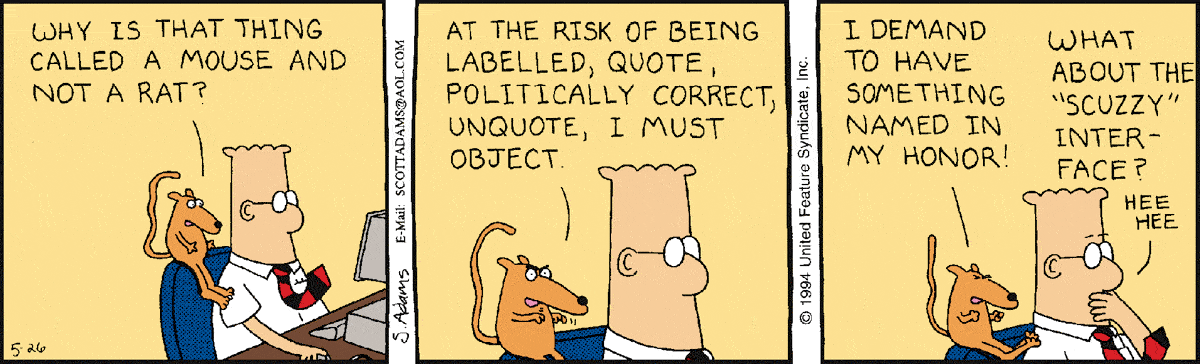 WHY IS THAT THING
CALLED A MOUSE AND
NOT A RAT?
5-26
S. Adams
E-Mail: SCOTTADAMS@AOL.COM
AT THE RISK OF BEING
LABELLED, QUOTE,
POLITICALLY CORRECT,
UNQUOTE, I MUST
OBJECT.
© 1994 United Feature Syndicate, Inc.
I DEMAND
TO HAVE
SOMETHING
NAMED IN
MY HONOR!
WHAT
ABOUT THE
"SCUZZY"
INTER-
FACE?
HEE
HEE